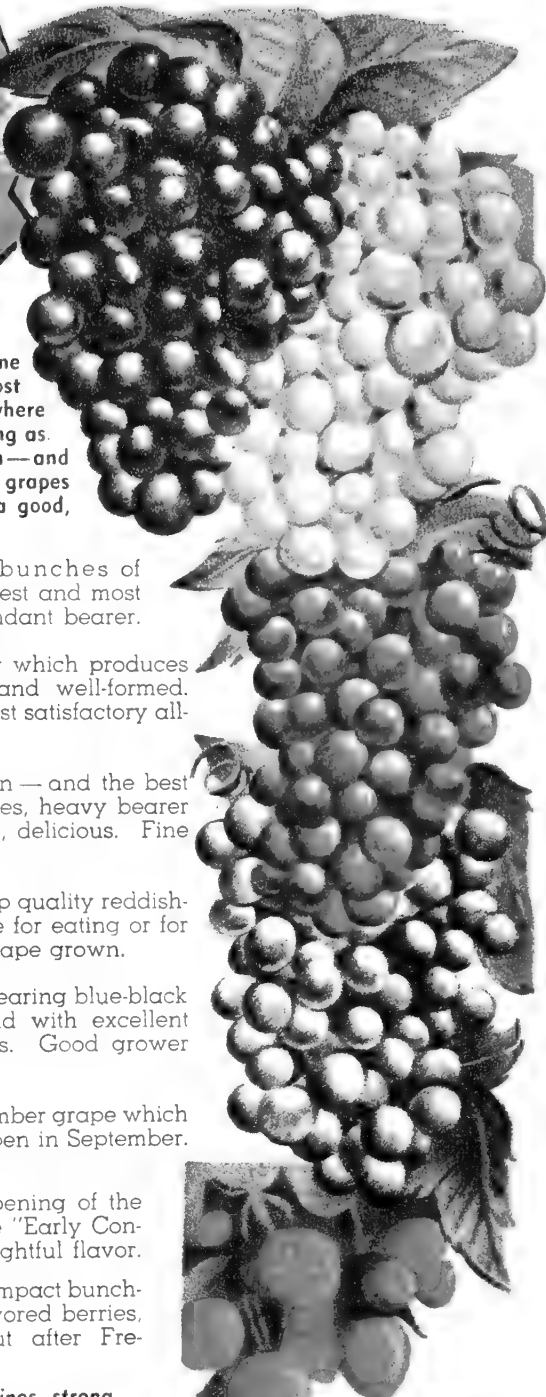 ne
ost
where
ng as
n—and
grapes
a good,
bunches of
est and most
ndant bearer.
which produces
and well-formed.
st satisfactory all-
n — and the best
es, heavy bearer
, delicious. Fine
p quality reddish-
e for eating or for
ape grown.
earing blue-black
d with excellent
s. Good grower
mber grape which
pen in September.
pening of the
e "Early Con-
ghtful flavor.
mpact bunch-
vored berries,
ut after Fre-
ines, strong